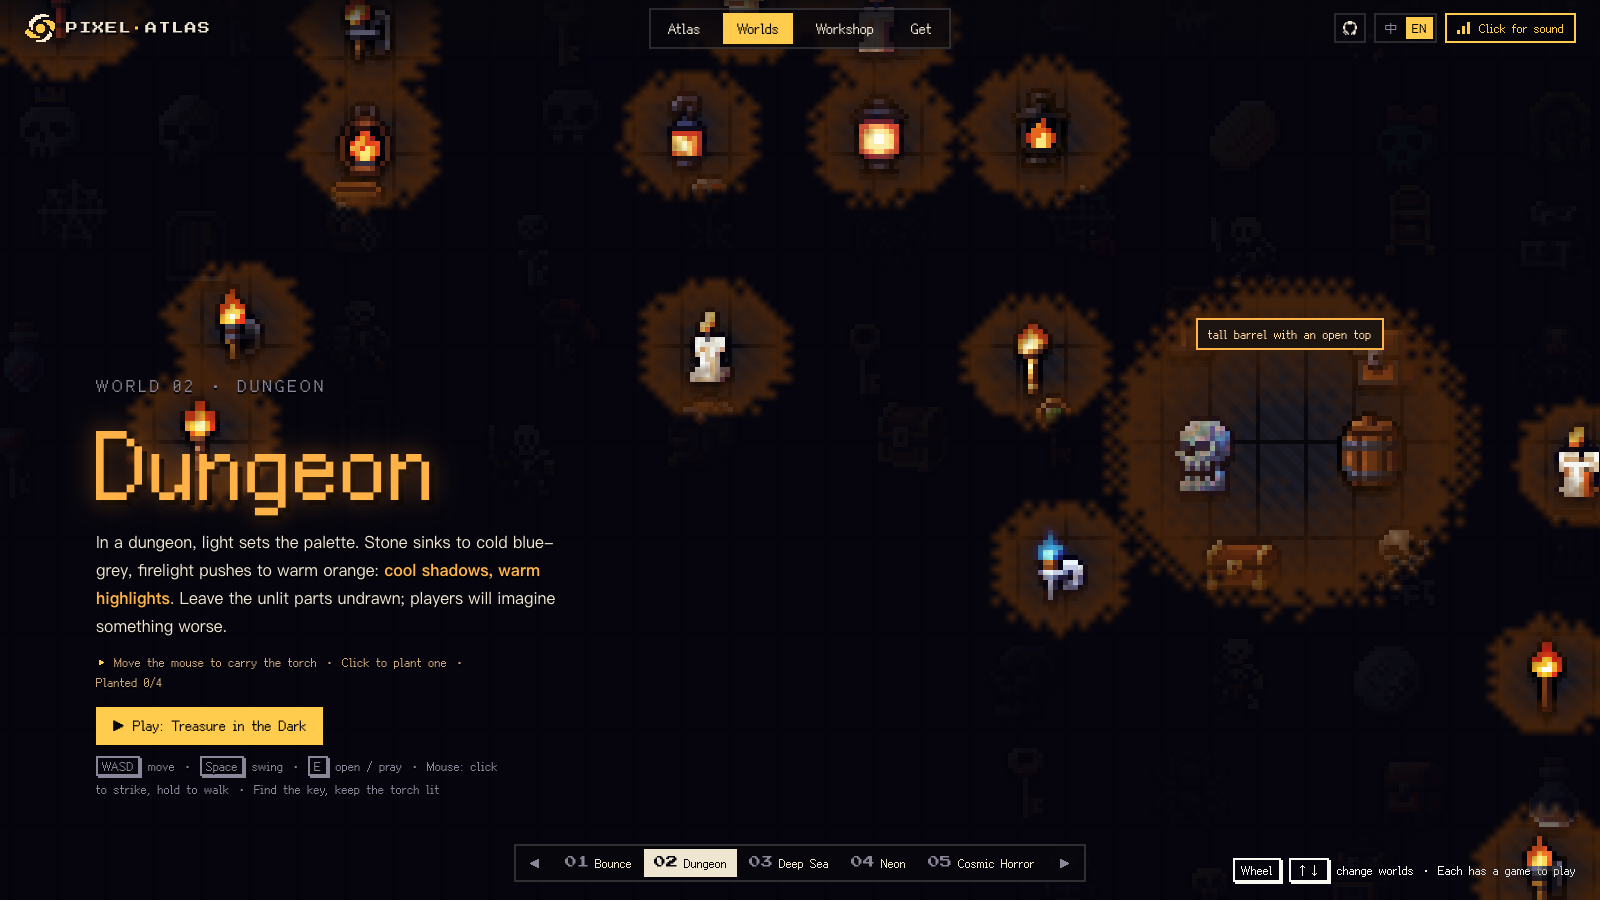 PIXEL·ATLAS
Atlas
Worlds
Workshop
Get
中
EN
Click for sound
tall barrel with an open top
WORLD 02 · DUNGEON
Dungeon
In a dungeon, light sets the palette. Stone sinks to cold blue–
grey, firelight pushes to warm orange: cool shadows, warm
highlights. Leave the unlit parts undrawn; players will imagine
something worse.
▸ Move the mouse to carry the torch · Click to plant one ·
Planted 0/4
▶ Play: Treasure in the Dark
WASD move · Space swing · E open / pray · Mouse: click
to strike, hold to walk · Find the key, keep the torch lit
◀ 01 Bounce 02 Dungeon 03 Deep Sea 04 Neon 05 Cosmic Horror ▶
Wheel ↑↓ change worlds · Each has a game to play